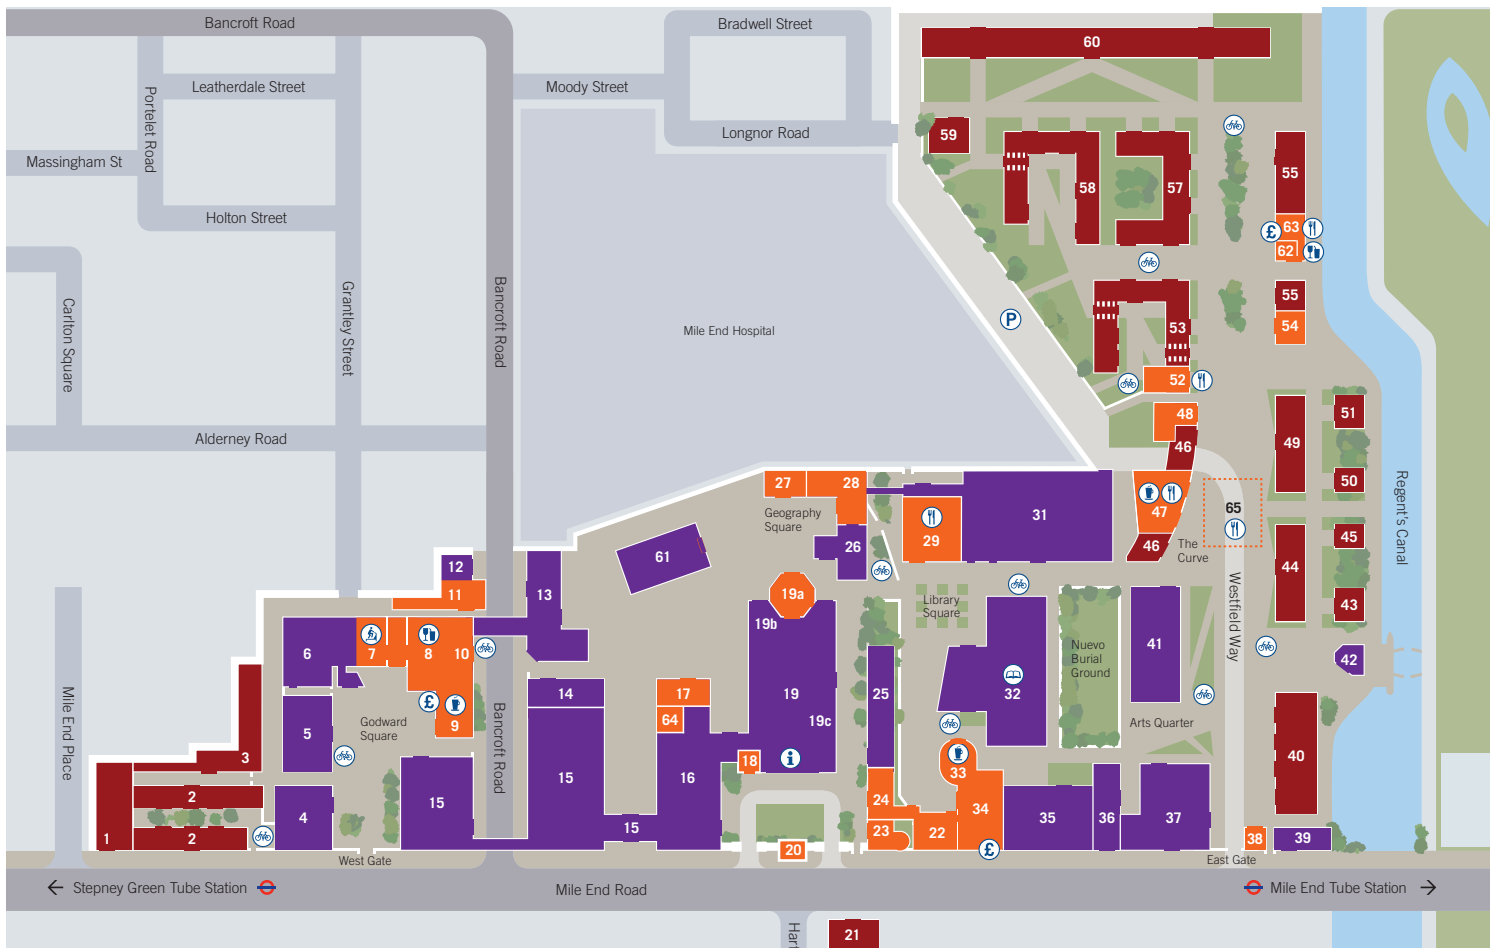 Bancroft Road
Bradwell Street
60
Leatherdale Street
Moody Street
Portelet Road
Longnor Road
59
Massingham St
55
58
57
Holton Street
63
£
62
Carlton Square
Grantley Street
Bancroft Road
Mile End Hospital
P
55
54
53
52
Alderney Road
48
51
46
49
27
28
50
Geography
Square
31
47
65
Regent's Canal
29
26
46
The
Curve
45
61
12
11
13
19a
44
43
Library
Square
19b
6
7
8
10
41
Nuevo
Burial
Ground
Westfield Way
42
14
17
19
25
32
Mile End Place
£
9
5
Godward
Square
Bancroft Road
64
19c
Arts Quarter
3
15
16
18
i
33
40
2
4
15
24
34
35
36
37
1
2
15
23
22
38
39
20
£
West Gate
East Gate
Stepney Green Tube Station
Mile End Road
Mile End Tube Station
21